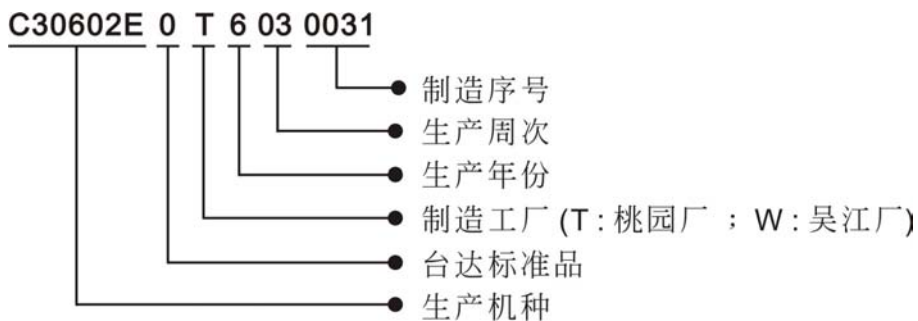 C30602E 0 T 6 03 0031
制造序号
生产周次
生产年份
制造工厂 (T : 桃园厂 ; W : 吴江厂)
台达标准品
生产机种